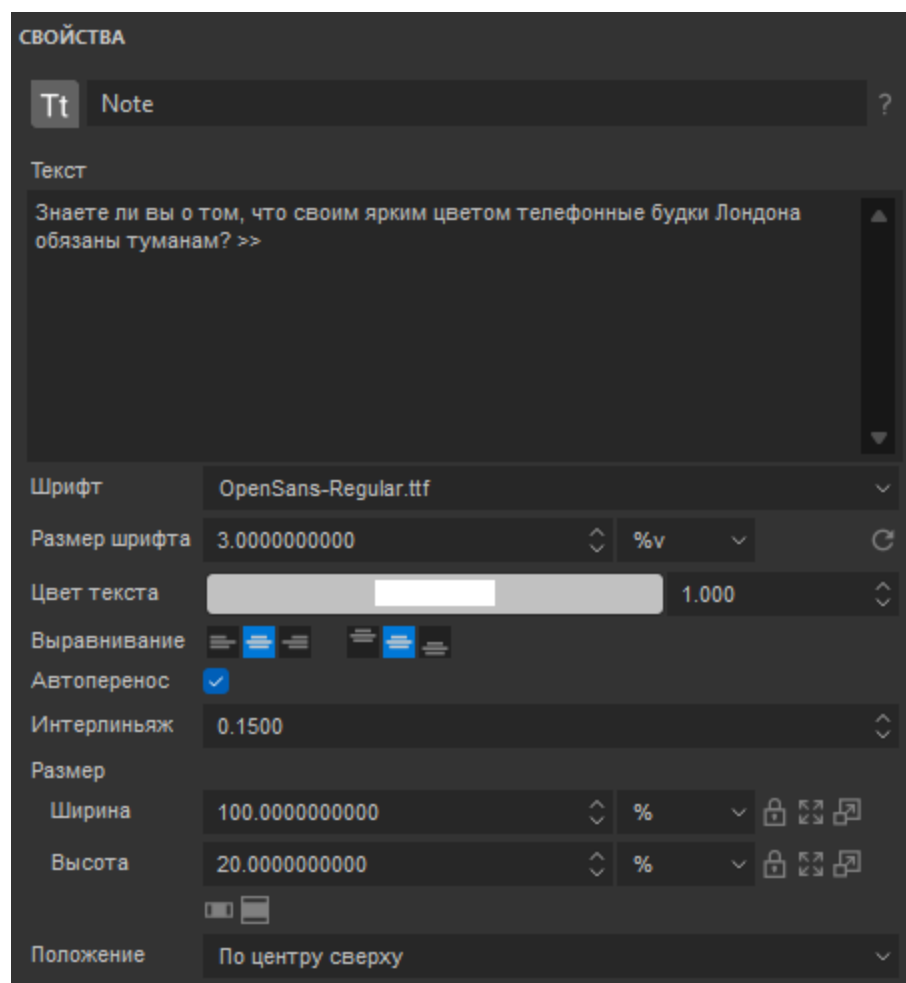 СВОЙСТВА
Tt Note ?
Текст
Знаете ли вы о том, что своим ярким цветом телефонные будки Лондона
обязаны туманам? >>
Шрифт OpenSans-Regular.ttf
Размер шрифта 3.0000000000 %v
Цвет текста 1.000
Выравнивание
Автоперенос
Интерлиньяж 0.1500
Размер
Ширина 100.0000000000 %
Высота 20.0000000000 %
Положение По центру сверху